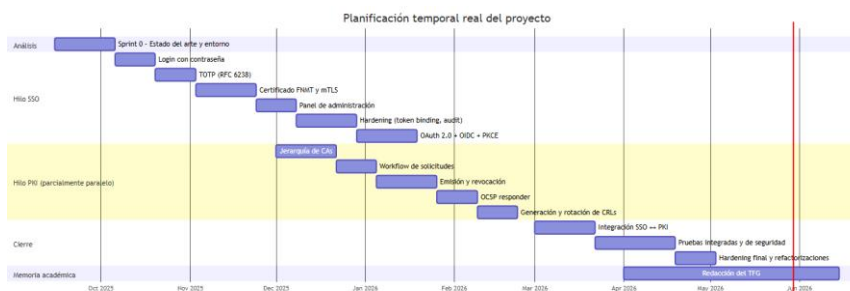 Planificación temporal real del proyecto
Análisis
Sprint 0 - Estado del arte y entorno
Login con contraseña
TOTP (RFC 6238)
Certificado FNMT y mTLS
Hilo SSO
Panel de administración
Hardening (token binding, audit)
OAuth 2.0 + OIDC + PKCE
Jerarquía de CAs
Workflow de solicitudes
Hilo PKI (parcialmente paralelo)
Emisión y revocación
OCSP responder
Generación y rotación de CRLs
Integración SSO ↔ PKI
Cierre
Pruebas integradas y de seguridad
Hardening final y refactorizaciones
Memoria académica
Redacción del TFG
Oct 2025 Nov 2025 Dec 2025 Jan 2026 Feb 2026 Mar 2026 Apr 2026 May 2026 Jun 2026